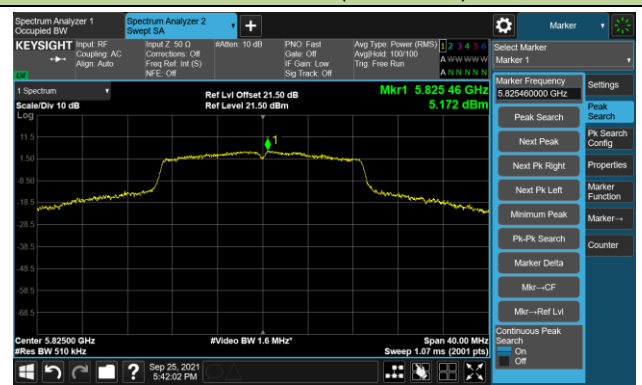 Spectrum Analyzer 1
Occupied BW
Spectrum Analyzer 2
Swept SA
Marker
KEYSIGHT
Input: RF
Coupling: AC
Align: Auto
Input Z: 50 Ω
Corrections: Off
Freq Ref: Int (S)
NFE: Off
#Atten: 10 dB
PNO: Fast
Gate: Off
IF Gain: Low
Sig Track: Off
Avg Type: Power (RMS)
Avg|Hold: 100/100
Trig: Free Run
1 2 3 4 5 6
A WW WW W
A N N N N N
Select Marker
Marker 1
LXI
1 Spectrum
Scale/Div 10 dB
Log
Ref Lvl Offset 21.50 dB
Ref Level 21.50 dBm
Mkr1 5.825 46 GHz
5.172 dBm
1
11.5
1.50
-8.50
-18.5
-28.5
-38.5
-48.5
-58.5
-68.5
Center 5.82500 GHz
#Res BW 510 kHz
#Video BW 1.6 MHz*
Span 40.00 MHz
Sweep 1.07 ms (2001 pts)
Marker Frequency
5.825460000 GHz
Peak Search
Next Peak
Next Pk Right
Next Pk Left
Minimum Peak
Pk-Pk Search
Marker Delta
Mkr→CF
Mkr→Ref Lvl
Continuous Peak
Search
On
Off
Settings
Peak
Search
Pk Search
Config
Properties
Marker
Function
Marker→
Counter
?
Sep 25, 2021
5:42:02 PM